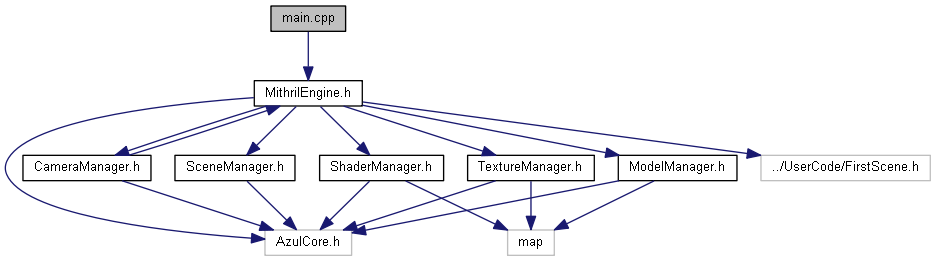 main.cpp
MithrilEngine.h
CameraManager.h
SceneManager.h
ShaderManager.h
TextureManager.h
ModelManager.h
../UserCode/FirstScene.h
AzulCore.h
map